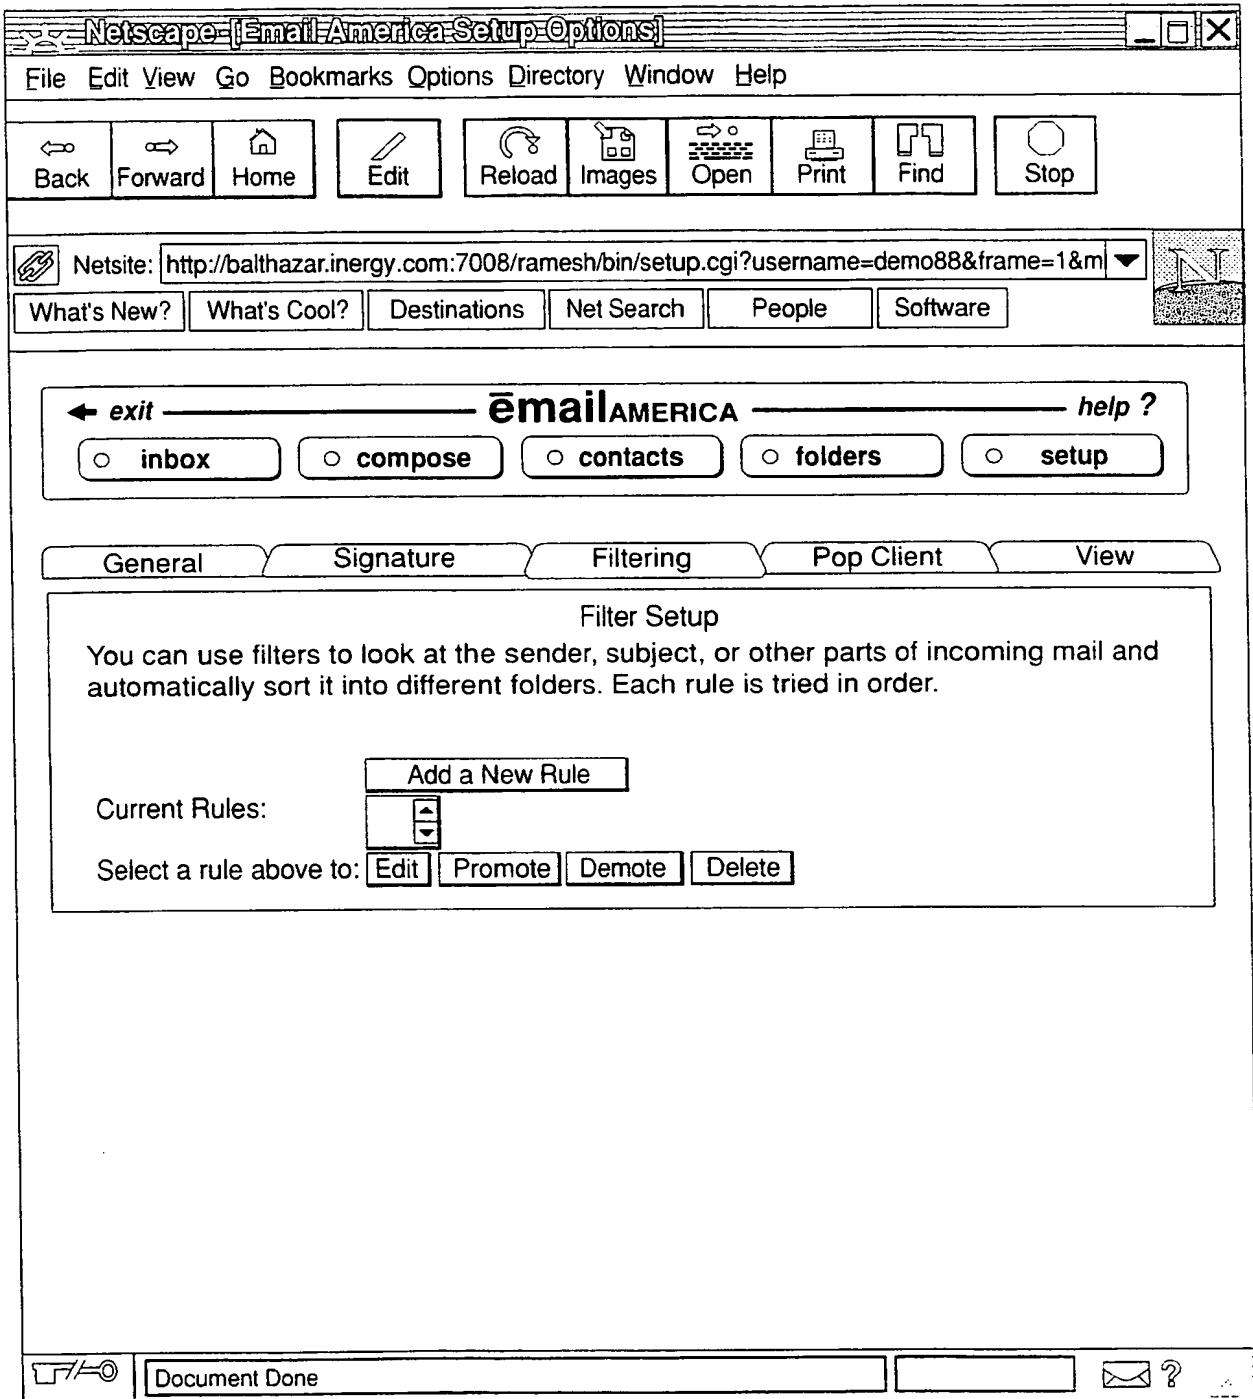 Netscape-[Email-America-Setup-Options]
File Edit View Go Bookmarks Options Directory Window Help
Back Forward Home Edit Reload Images Open Print Find Stop
Netsite: http://balthazar.inergy.com:7008/ramesh/bin/setup.cgi?username=demo88&frame=1&m
N
What's New? What's Cool? Destinations Net Search People Software
exit ēmailAMERICA help ?
inbox compose contacts folders setup
General Signature Filtering Pop Client View
Filter Setup
You can use filters to look at the sender, subject, or other parts of incoming mail and
automatically sort it into different folders. Each rule is tried in order.
Add a New Rule
Current Rules:
Select a rule above to: Edit Promote Demote Delete
Document Done ?